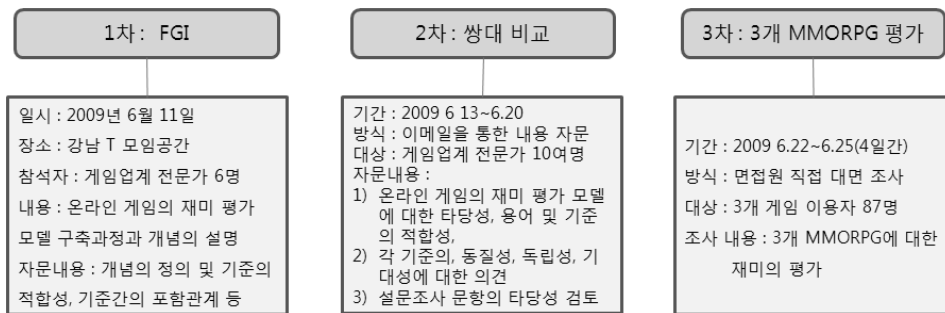 1차 : FGI
일시 : 2009년 6월 11일
장소 : 강남 T 모임공간
참석자 : 게임업계 전문가 6명
내용 : 온라인 게임의 재미 평가
모델 구축과정과 개념의 설명
자문내용 : 개념의 정의 및 기준의
적합성, 기준간의 포함관계 등
2차 : 쌍대 비교
기간 : 2009 6 13~6.20
방식 : 이메일을 통한 내용 자문
대상 : 게임업계 전문가 10여명
자문내용 :
1) 온라인 게임의 재미 평가 모델
에 대한 타당성, 용어 및 기준
의 적합성,
2) 각 기준의, 동질성, 독립성, 기
대성에 대한 의견
3) 설문조사 문항의 타당성 검토
3차 : 3개 MMORPG 평가
기간 : 2009 6.22~6.25(4일간)
방식 : 면접원 직접 대면 조사
대상 : 3개 게임 이용자 87명
조사 내용 : 3개 MMORPG에 대한
재미의 평가